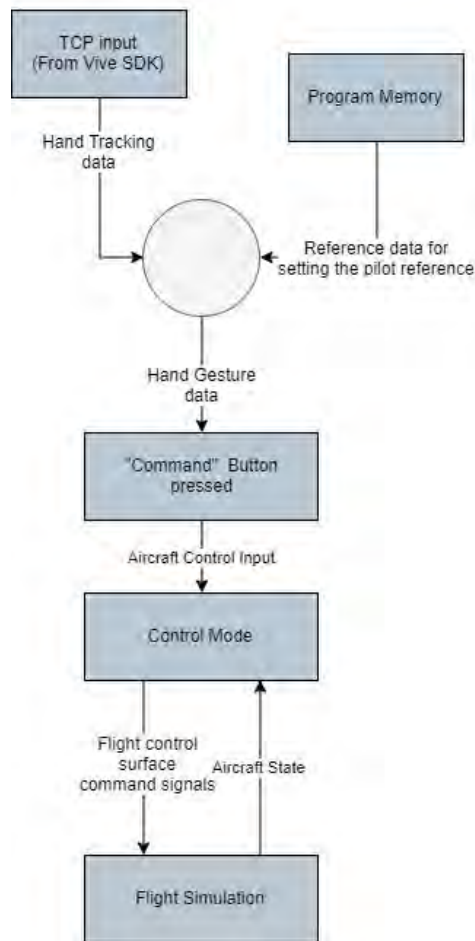 TCP input
(From Vive SDK)
Program Memory
Hand Tracking
data
Reference data for
setting the pilot reference
Hand Gesture
data
"Command" Button
pressed
Aircraft Control Input
Control Mode
Flight control
surface
command signals
Aircraft State
Flight Simulation